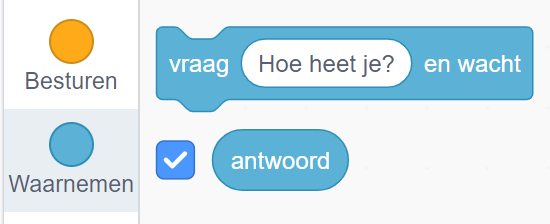 Besturen
Waarnemen
vraag Hoe heet je? en wacht
antwoord